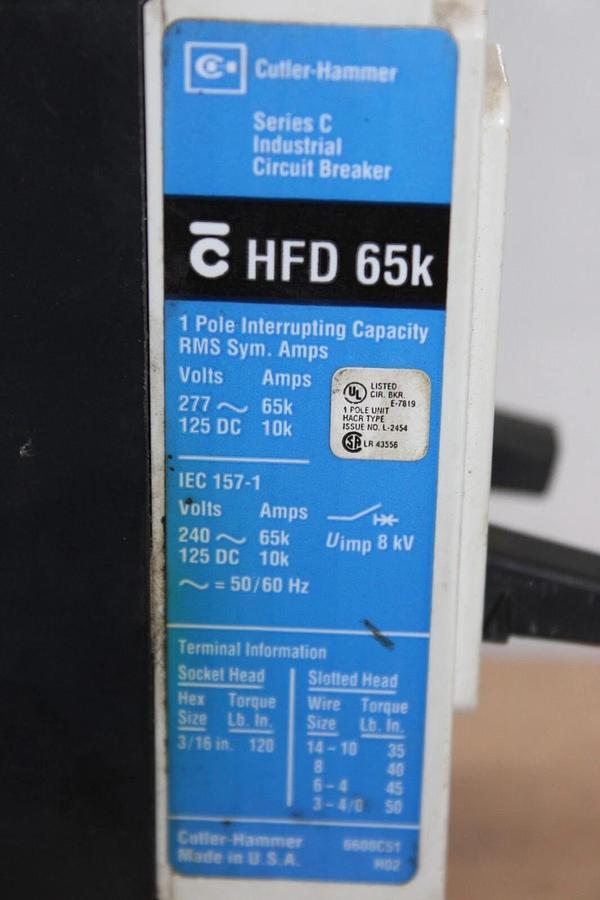 Cutler-Hammer
Series C
Industrial
Circuit Breaker
C HFD 65k
1 Pole Interrupting Capacity
RMS Sym. Amps
Volts Amps
277 ~ 65k
125 DC 10k
UL LISTED
CIR. BKR.
E-7819
1 POLE UNIT
HACR TYPE
ISSUE NO. L-2454
SA LR 43556
IEC 157-1
Volts Amps
240 ~ 65k
125 DC 10k
Uimp 8 kV
~ = 50/60 Hz
Terminal Information
Socket Head
Hex Torque
Size Lb. In.
3/16 in. 120
Slotted Head
Wire Torque
Size Lb. In.
14-10 35
8 40
6-4 45
3-4/0 50
Cutler-Hammer 6600C51
Made in U.S.A. H02